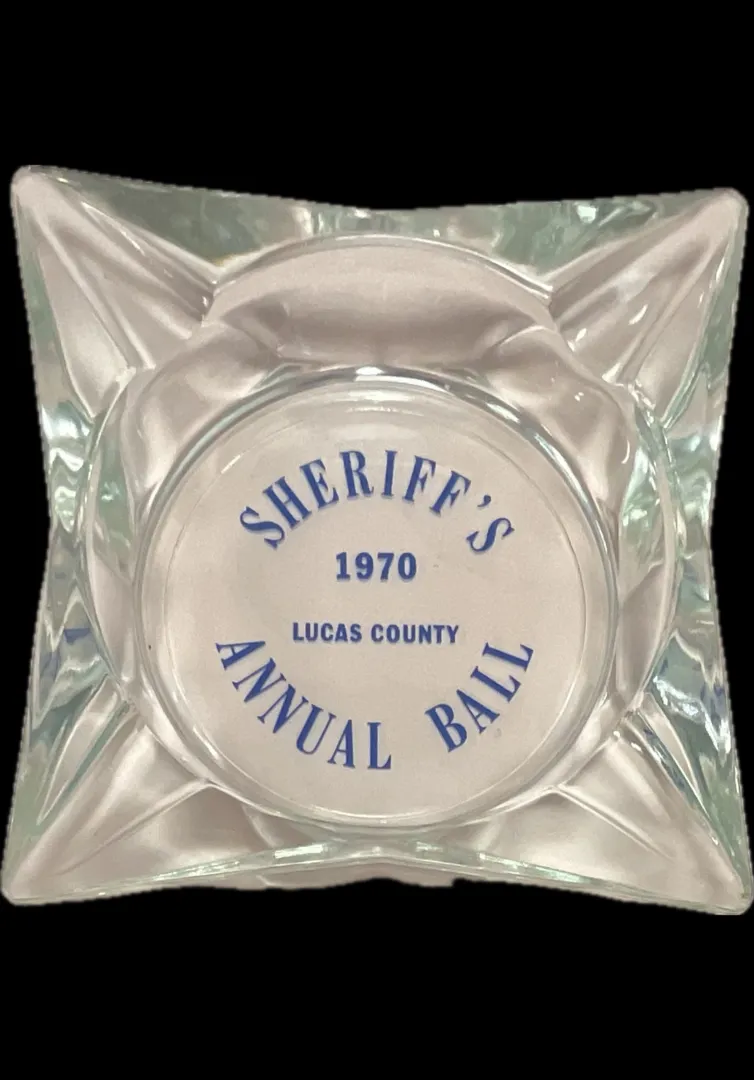 SHERIFF'S
1970
LUCAS COUNTY
ANNUAL BALL